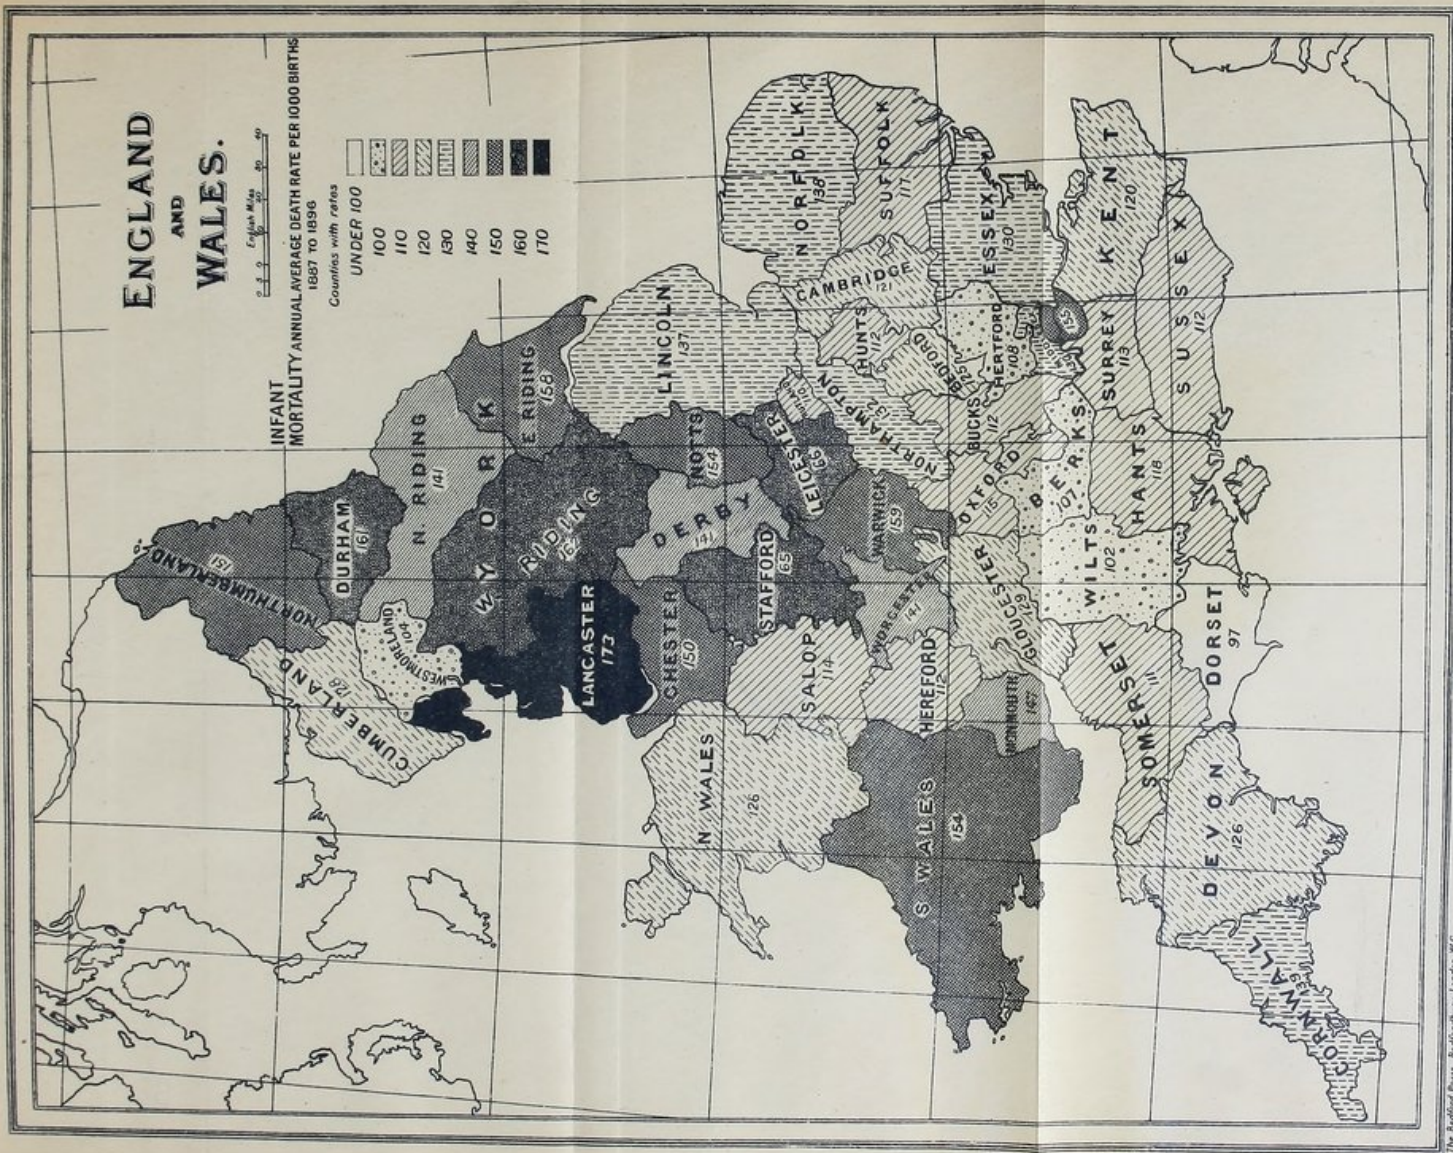 ENGLAND
AND
WALES.
English Miles
INFANT
MORTALITY ANNUAL AVERAGE DEATH RATE PER 1000 BIRTHS
1887 TO 1896
Counties with rates
UNDER 100
100
110
120
130
140
150
160
170
NORTHUMBERLAND
151
DURHAM
161
CUMBERLAND
128
WESTMORELAND
104
N. RIDING
141
YORK
E. RIDING
158
W.
RIDING
162
LANCASTER
173
CHESTER
150
DERBY
141
NOTTS
154
LINCOLN
137
N WALES
126
SALOP
114
STAFFORD
65
LEICESTER
66
NORFOLK
138
SUFFOLK
117
CAMBRIDGE
121
HUNTS
112
NORTHAMPTON
132
WARWICK
159
WORCESTER
141
HEREFORD
112
S. WALES
154
MONMOUTH
147
GLOUCESTER
129
OXFORD
115
BUCKS
112
BEDFORD
125
HERTFORD
108
ESSEX
130
155
KENT
120
SURREY
113
SUSSEX
112
BERKS
107
HANTS
118
WILTS
102
SOMERSET
111
DORSET
97
DEVON
126
CORNWALL
139